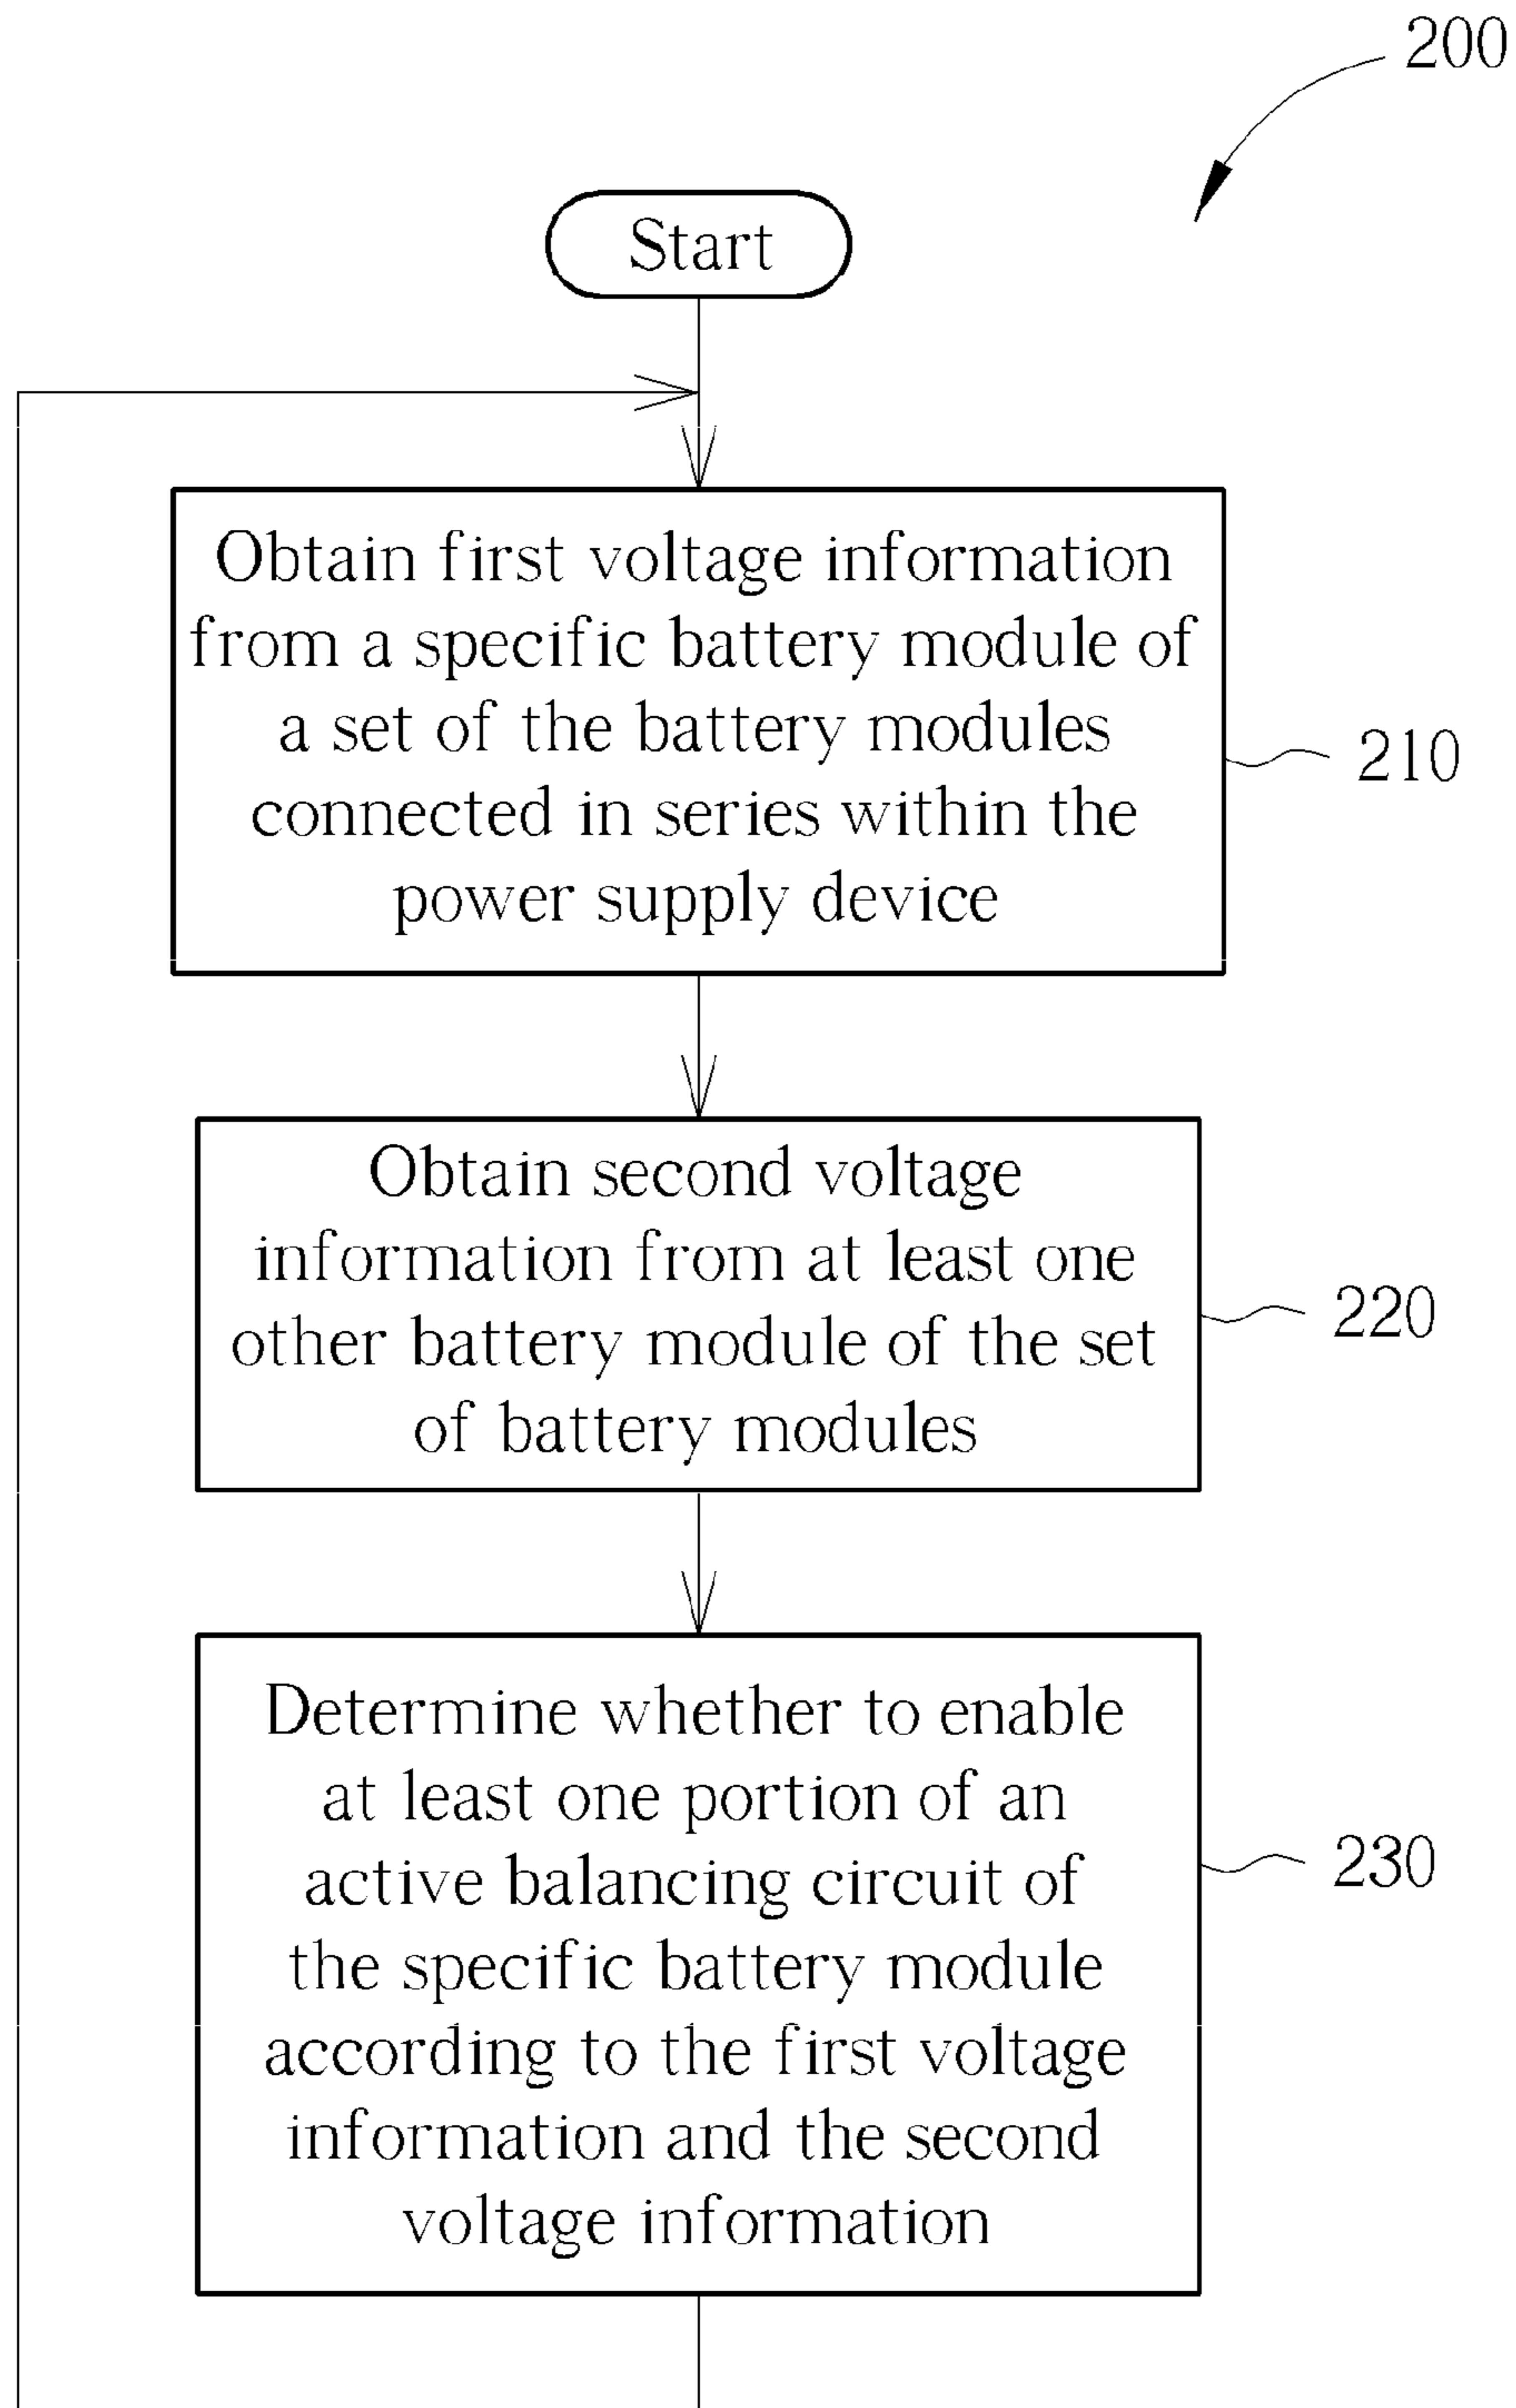 200
Start
Obtain first voltage information
from a specific battery module of
a set of the battery modules
connected in series within the
power supply device
210
Obtain second voltage
information from at least one
other battery module of the set
of battery modules
220
Determine whether to enable
at least one portion of an
active balancing circuit of
the specific battery module
according to the first voltage
information and the second
voltage information
230